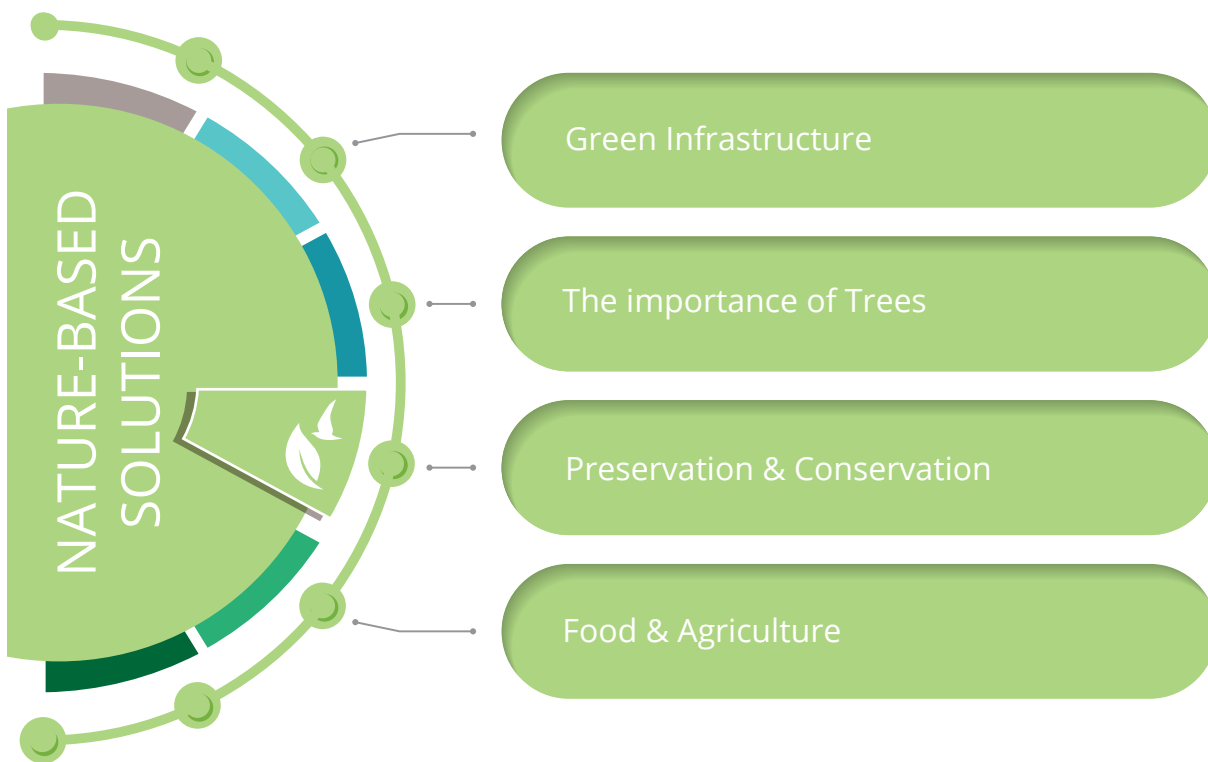 NATURE-BASED
SOLUTIONS
Green Infrastructure
The importance of Trees
Preservation & Conservation
Food & Agriculture